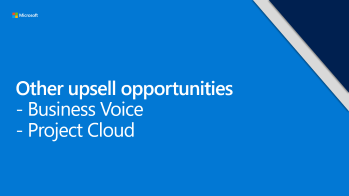 Microsoft
Other upsell opportunities
- Business Voice
- Project Cloud